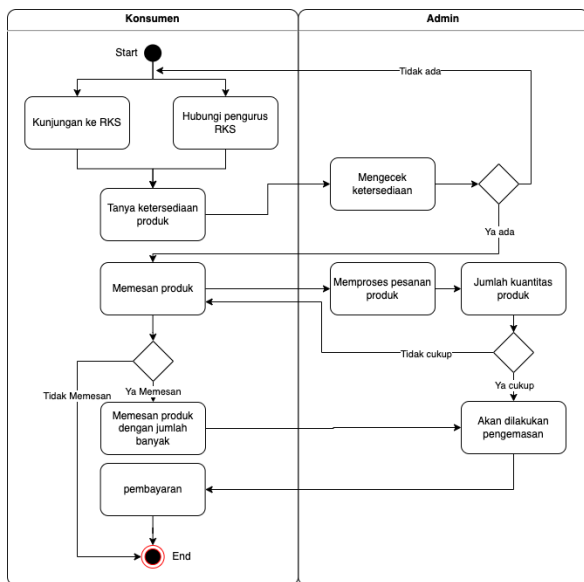 Konsumen
Admin
Start
Tidak ada
Kunjungan ke RKS
Hubungi pengurus
RKS
Mengecek
ketersediaan
Tanya ketersediaan
produk
Ya ada
Memesan produk
Memproses pesanan
produk
Jumlah kuantitas
produk
Tidak cukup
Tidak Memesan
Ya Memesan
Ya cukup
Memesan produk
dengan jumlah
banyak
Akan dilakukan
pengemasan
pembayaran
End